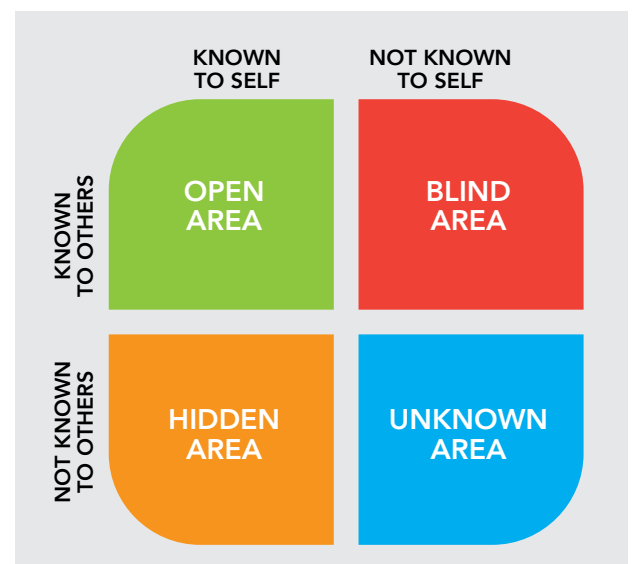 KNOWN
TO SELF
NOT KNOWN
TO SELF
KNOWN
TO OTHERS
OPEN
AREA
BLIND
AREA
NOT KNOWN
TO OTHERS
HIDDEN
AREA
UNKNOWN
AREA